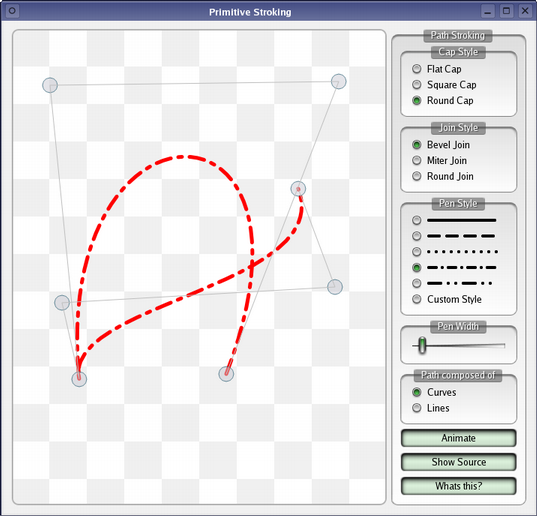 Primitive Stroking
Path Stroking
Cap Style
Flat Cap
Square Cap
Round Cap
Join Style
Bevel Join
Miter Join
Round Join
Pen Style
Custom Style
Pen Width
Path composed of
Curves
Lines
Animate
Show Source
Whats this?